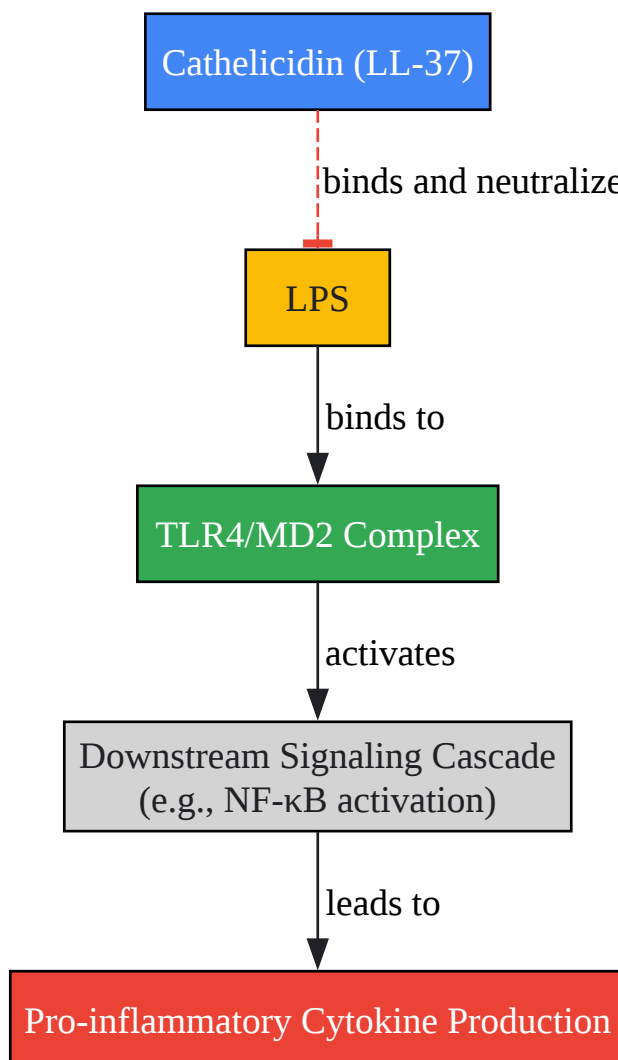 Cathelicidin (LL-37)
binds and neutralize
LPS
binds to
TLR4/MD2 Complex
activates
Downstream Signaling Cascade
(e.g., NF-κB activation)
leads to
Pro-inflammatory Cytokine Production